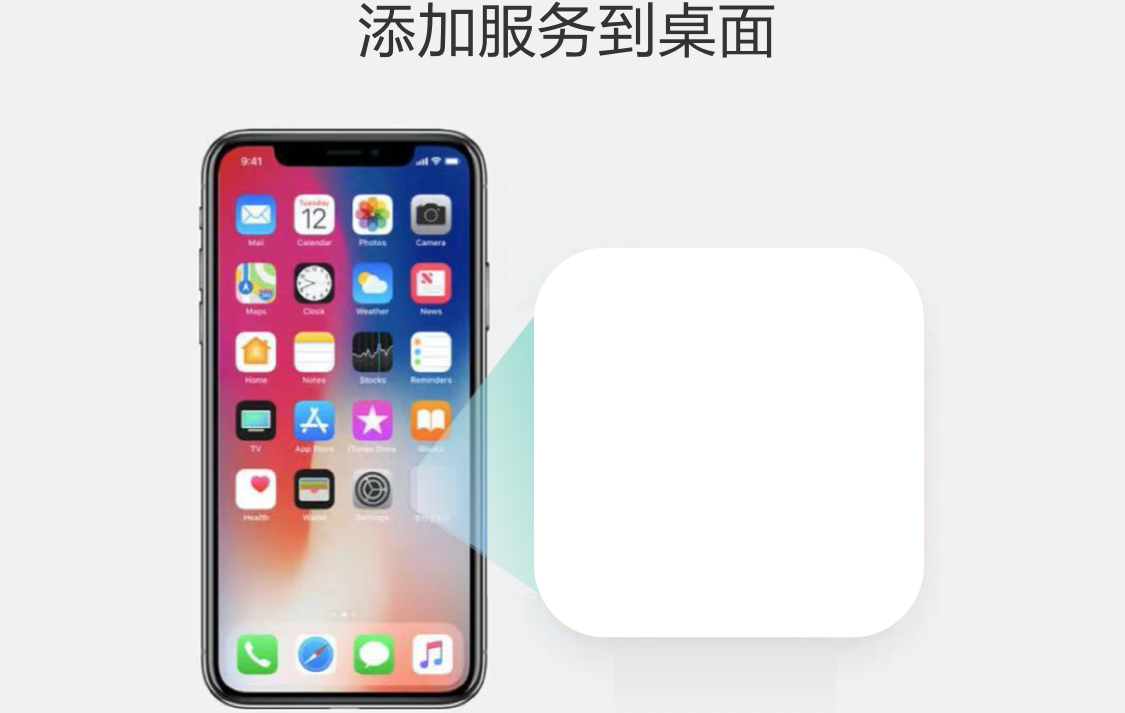 添加服务到桌面
9:41
Mail
Tuesday
12
Calendar
Photos
Camera
Maps
Clock
Weather
News
Home
Notes
Stocks
Reminders
TV
App Store
iTunes Store
iBooks
Health
Wallet
Settings